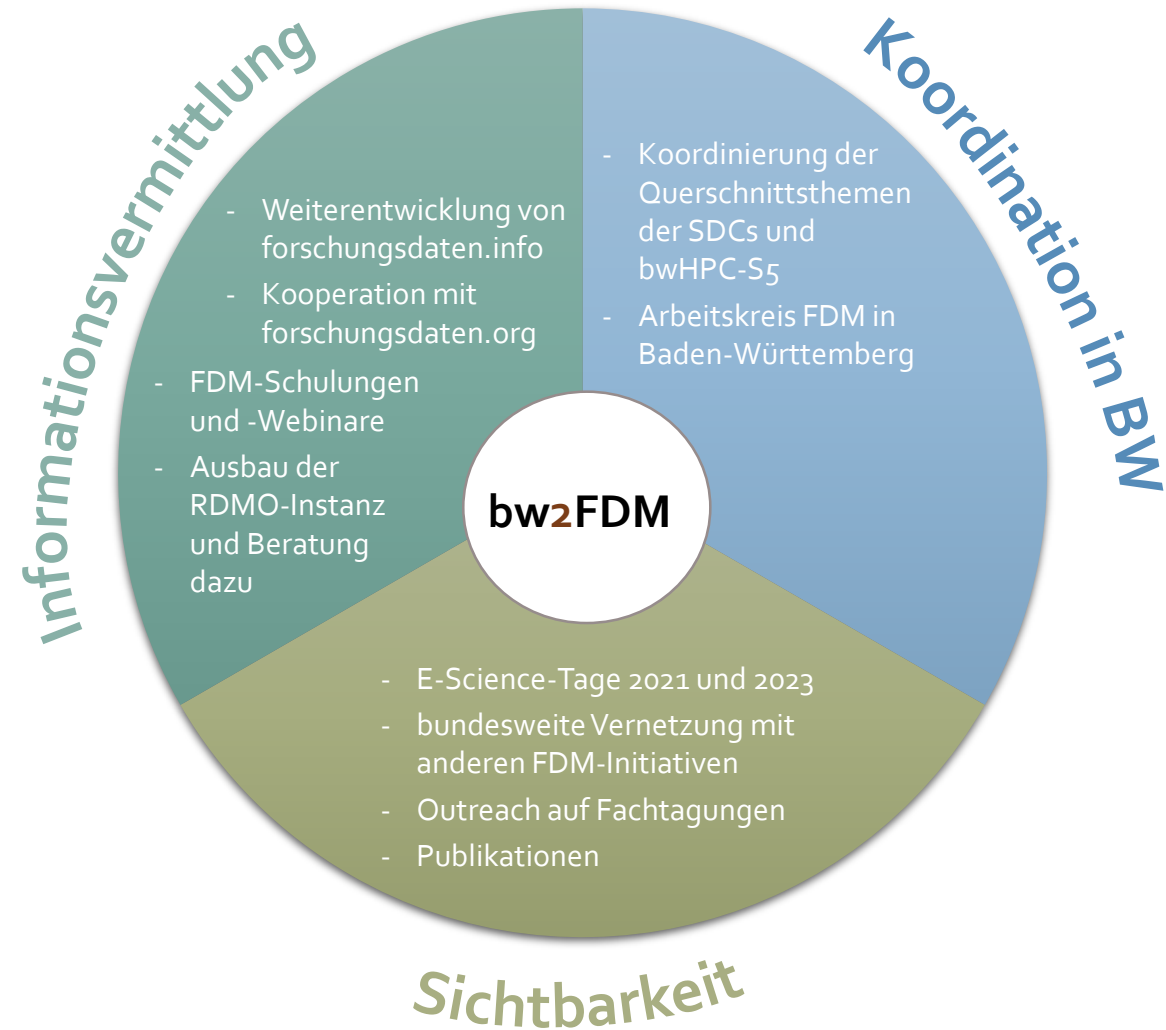 Informationsvermittlung
- Weiterentwicklung von
forschungsdaten.info
- Kooperation mit
forschungsdaten.org
- FDM-Schulungen
und -Webinare
- Ausbau der
RDMO-Instanz
und Beratung
dazu
Koordination in BW
- Koordinierung der
Querschnittsthemen
der SDCs und
bwHPC-S5
- Arbeitskreis FDM in
Baden-Württemberg
bw2FDM
- E-Science-Tage 2021 und 2023
- bundesweite Vernetzung mit
anderen FDM-Initiativen
- Outreach auf Fachtagungen
- Publikationen
Sichtbarkeit